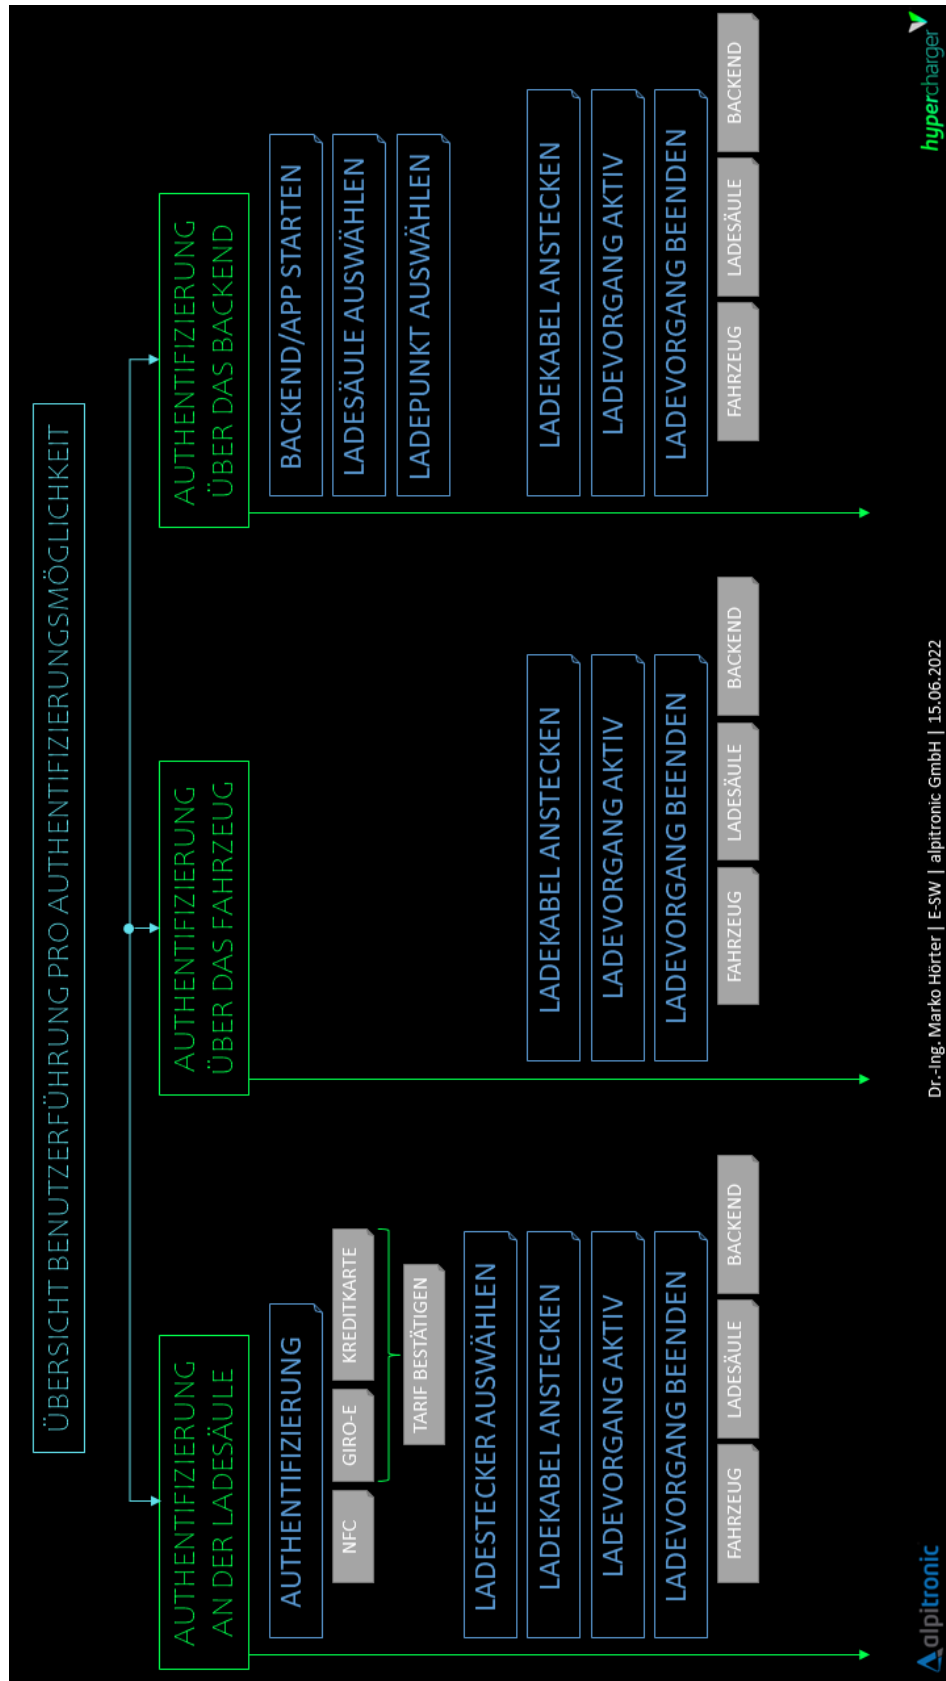 ÜBERSICHT BENUTZERFÜHRUNG PRO AUTHENTIFIZIERUNGSMÖGLICHKEIT
AUTHENTIFIZIERUNG
AN DER LADESÄULE
AUTHENTIFIZIERUNG
NFC
GIRO-E
KREDITKARTE
TARIF BESTÄTIGEN
LADESTECKER AUSWÄHLEN
LADEKABEL ANSTECKEN
LADEVORGANG AKTIV
LADEVORGANG BEENDEN
FAHRZEUG
LADESÄULE
BACKEND
AUTHENTIFIZIERUNG
ÜBER DAS FAHRZEUG
LADEKABEL ANSTECKEN
LADEVORGANG AKTIV
LADEVORGANG BEENDEN
FAHRZEUG
LADESÄULE
BACKEND
AUTHENTIFIZIERUNG
ÜBER DAS BACKEND
BACKEND/APP STARTEN
LADESÄULE AUSWÄHLEN
LADEPUNKT AUSWÄHLEN
LADEKABEL ANSTECKEN
LADEVORGANG AKTIV
LADEVORGANG BEENDEN
FAHRZEUG
LADESÄULE
BACKEND
alpitronic
Dr.-Ing. Marko Hörter | E-SW | alpitronic GmbH | 15.06.2022
hypercharger